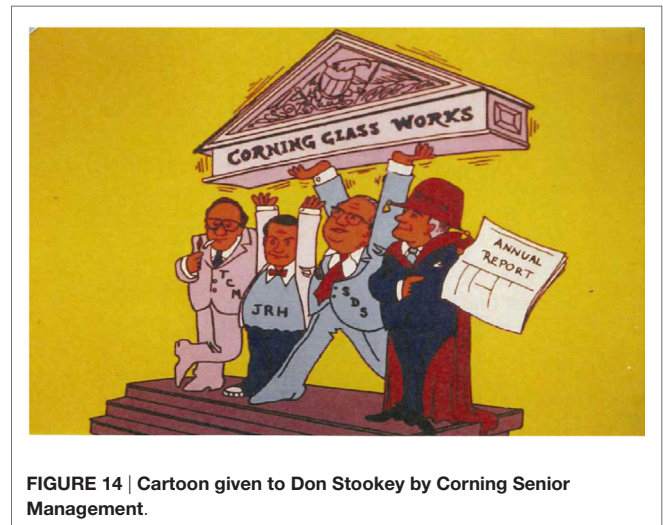 CORNING GLASS WORKS
TCM
JRH
SDS
ANNUAL
REPORT
FIGURE 14 | Cartoon given to Don Stookey by Corning Senior
Management.